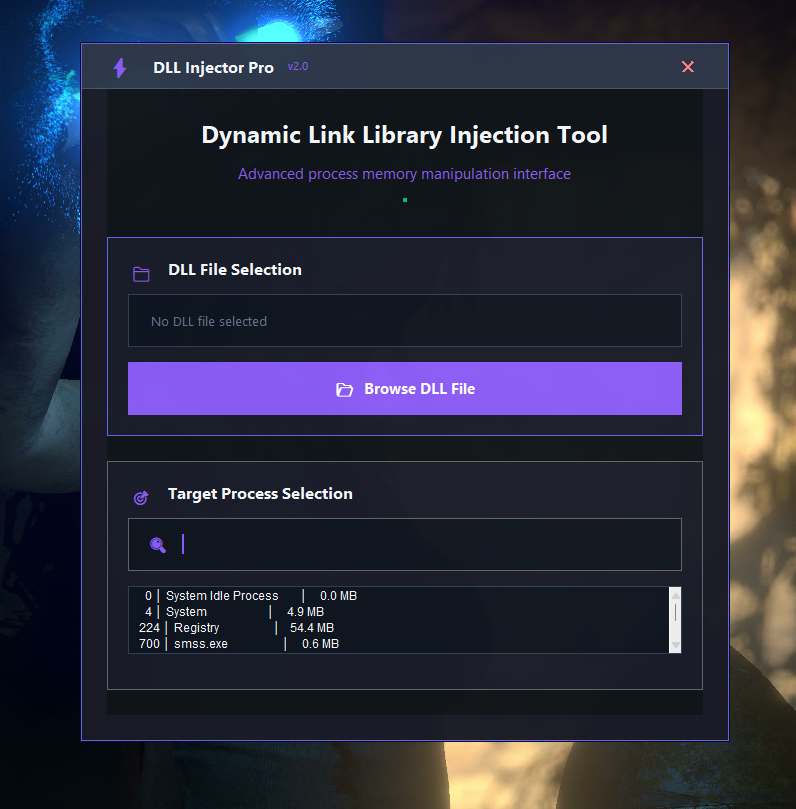 DLL Injector Pro v2.0
Dynamic Link Library Injection Tool
Advanced process memory manipulation interface
DLL File Selection
No DLL file selected
Browse DLL File
Target Process Selection
0 | System Idle Process | 0.0 MB
4 | System | 4.9 MB
224 | Registry | 54.4 MB
700 | smss.exe | 0.6 MB